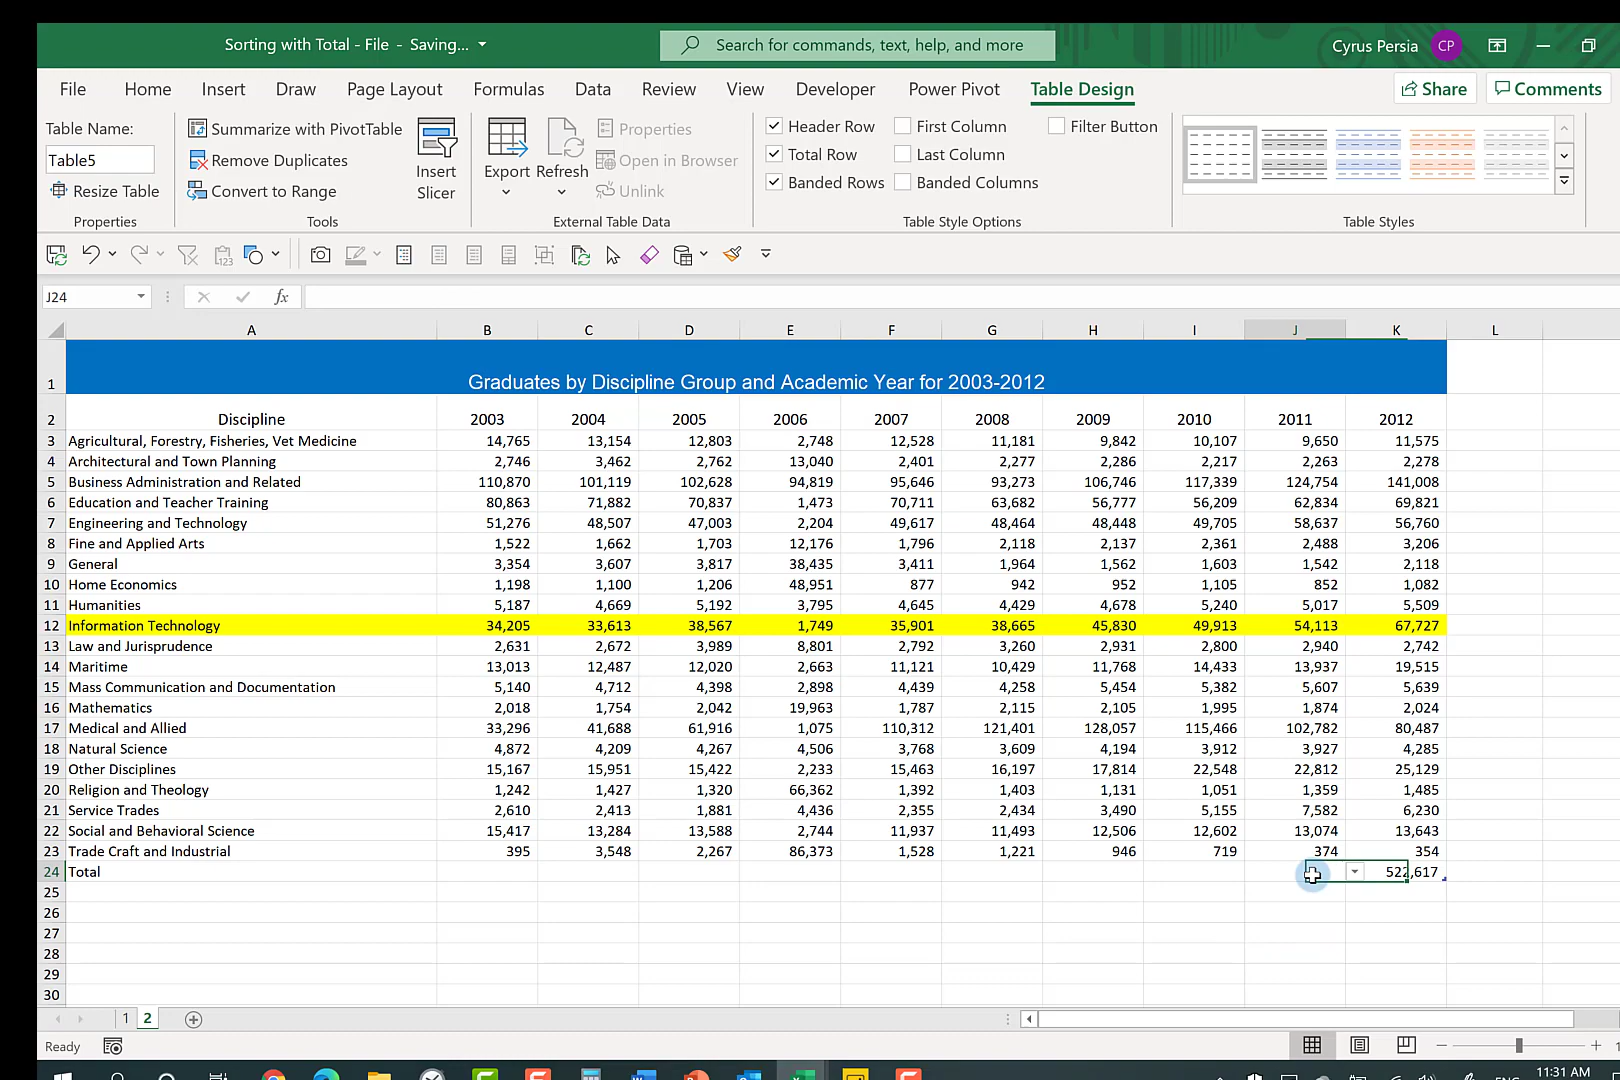 Sorting with Total - File - Saving...
Search for commands, text, help, and more
Cyrus Persia CP
File Home Insert Draw Page Layout Formulas Data Review View Developer Power Pivot Table Design Share Comments
Table Name:
Table5
Resize Table
Properties
Summarize with PivotTable
Remove Duplicates
Convert to Range
Tools
Insert Slicer
Export Refresh
Properties
Open in Browser
Unlink
External Table Data
Header Row First Column Filter Button
Total Row Last Column
Banded Rows Banded Columns
Table Style Options
Table Styles
J24 fx
A B C D E F G H I J K L
1 Graduates by Discipline Group and Academic Year for 2003-2012
2 Discipline 2003 2004 2005 2006 2007 2008 2009 2010 2011 2012
3 Agricultural, Forestry, Fisheries, Vet Medicine 14,765 13,154 12,803 2,748 12,528 11,181 9,842 10,107 9,650 11,575
4 Architectural and Town Planning 2,746 3,462 2,762 13,040 2,401 2,277 2,286 2,217 2,263 2,278
5 Business Administration and Related 110,870 101,119 102,628 94,819 95,646 93,273 106,746 117,339 124,754 141,008
6 Education and Teacher Training 80,863 71,882 70,837 1,473 70,711 63,682 56,777 56,209 62,834 69,821
7 Engineering and Technology 51,276 48,507 47,003 2,204 49,617 48,464 48,448 49,705 58,637 56,760
8 Fine and Applied Arts 1,522 1,662 1,703 12,176 1,796 2,118 2,137 2,361 2,488 3,206
9 General 3,354 3,607 3,817 38,435 3,411 1,964 1,562 1,603 1,542 2,118
10 Home Economics 1,198 1,100 1,206 48,951 877 942 952 1,105 852 1,082
11 Humanities 5,187 4,669 5,192 3,795 4,645 4,429 4,678 5,240 5,017 5,509
12 Information Technology 34,205 33,613 38,567 1,749 35,901 38,665 45,830 49,913 54,113 67,727
13 Law and Jurisprudence 2,631 2,672 3,989 8,801 2,792 3,260 2,931 2,800 2,940 2,742
14 Maritime 13,013 12,487 12,020 2,663 11,121 10,429 11,768 14,433 13,937 19,515
15 Mass Communication and Documentation 5,140 4,712 4,398 2,898 4,439 4,258 5,454 5,382 5,607 5,639
16 Mathematics 2,018 1,754 2,042 19,963 1,787 2,115 2,105 1,995 1,874 2,024
17 Medical and Allied 33,296 41,688 61,916 1,075 110,312 121,401 128,057 115,466 102,782 80,487
18 Natural Science 4,872 4,209 4,267 4,506 3,768 3,609 4,194 3,912 3,927 4,285
19 Other Disciplines 15,167 15,951 15,422 2,233 15,463 16,197 17,814 22,548 22,812 25,129
20 Religion and Theology 1,242 1,427 1,320 66,362 1,392 1,403 1,131 1,051 1,359 1,485
21 Service Trades 2,610 2,413 1,881 4,436 2,355 2,434 3,490 5,155 7,582 6,230
22 Social and Behavioral Science 15,417 13,284 13,588 2,744 11,937 11,493 12,506 12,602 13,074 13,643
23 Trade Craft and Industrial 395 3,548 2,267 86,373 1,528 1,221 946 719 374 354
24 Total 522,617
25
26
27
28
29
30
1 2
Ready
11:31 AM